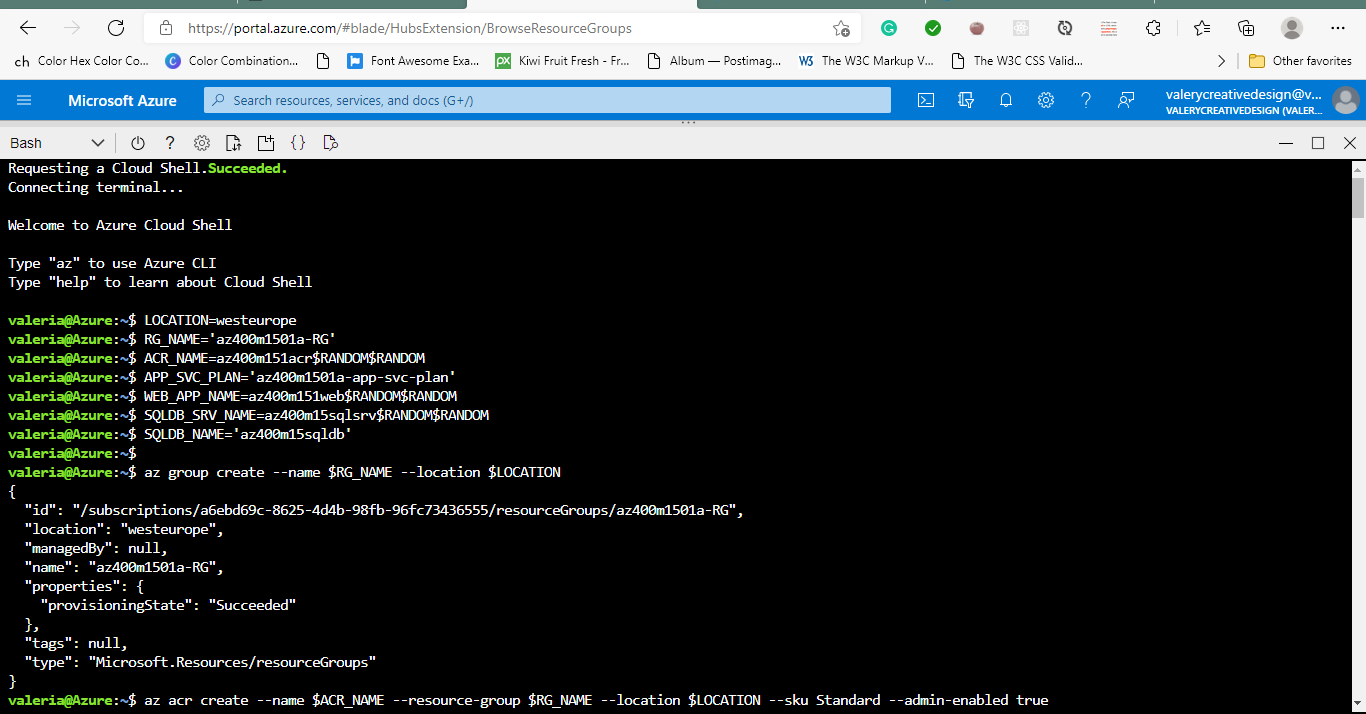 https://portal.azure.com/#blade/HubsExtension/BrowseResourceGroups
ch Color Hex Color Co... C Color Combination... Font Awesome Exa... px Kiwi Fruit Fresh - Fr... Album — Postimag... W3 The W3C Markup V... The W3C CSS Valid... Other favorites
Microsoft Azure Search resources, services, and docs (G+/) valerycreativedesign@v...
VALERYCREATIVEDESIGN (VALER...
Bash
Requesting a Cloud Shell.Succeeded.
Connecting terminal...
Welcome to Azure Cloud Shell
Type "az" to use Azure CLI
Type "help" to learn about Cloud Shell
valeria@Azure:~$ LOCATION=westeurope
valeria@Azure:~$ RG_NAME='az400m1501a-RG'
valeria@Azure:~$ ACR_NAME=az400m151acr$RANDOM$RANDOM
valeria@Azure:~$ APP_SVC_PLAN='az400m1501a-app-svc-plan'
valeria@Azure:~$ WEB_APP_NAME=az400m151web$RANDOM$RANDOM
valeria@Azure:~$ SQLDB_SRV_NAME=az400m15sqlsrv$RANDOM$RANDOM
valeria@Azure:~$ SQLDB_NAME='az400m15sqldb'
valeria@Azure:~$
valeria@Azure:~$ az group create --name $RG_NAME --location $LOCATION
{
  "id": "/subscriptions/a6ebd69c-8625-4d4b-98fb-96fc73436555/resourceGroups/az400m1501a-RG",
  "location": "westeurope",
  "managedBy": null,
  "name": "az400m1501a-RG",
  "properties": {
    "provisioningState": "Succeeded"
  },
  "tags": null,
  "type": "Microsoft.Resources/resourceGroups"
}
valeria@Azure:~$ az acr create --name $ACR_NAME --resource-group $RG_NAME --location $LOCATION --sku Standard --admin-enabled true